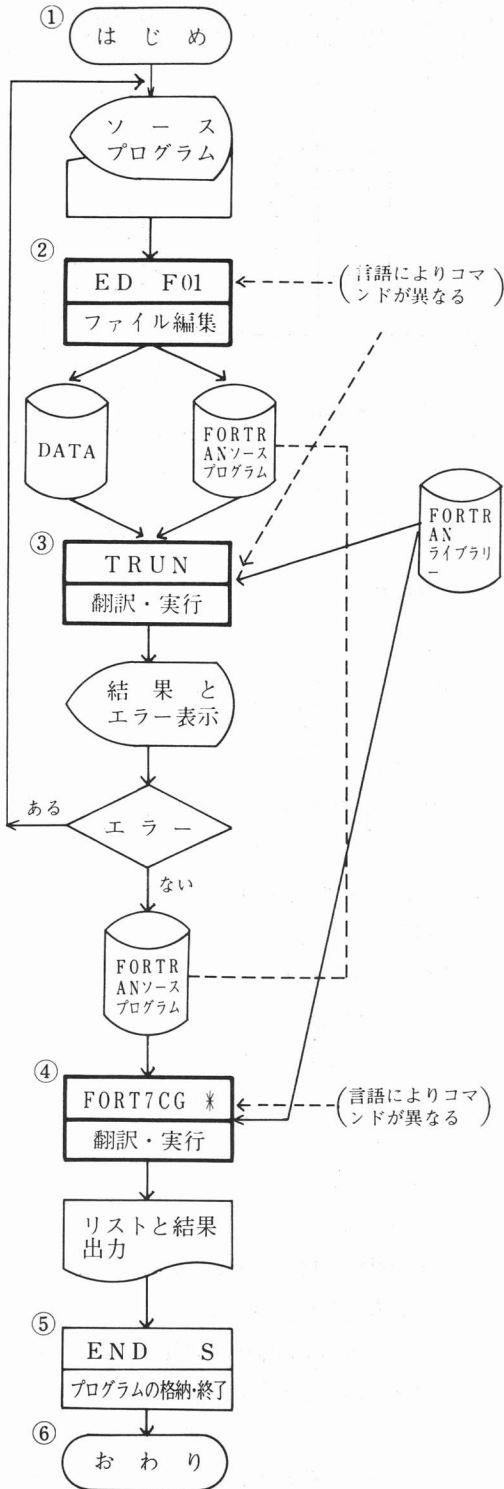 ①
は じ め
ソ ー ス
プログラム
②
ED F01
ファイル編集
(言語によりコマ
ンドが異なる)
DATA
FORTR
ANソース
プログラム
FORTR
AN
ライブラリ
ー
③
TRUN
翻訳・実行
結 果 と
エラー表示
ある
エ ラ ー
ない
FORTR
ANソース
プログラム
④
FORT7CG *
翻訳・実行
(言語によりコマ
ンドが異なる)
リストと結果
出力
⑤
END S
プログラムの格納・終了
⑥
お わ り